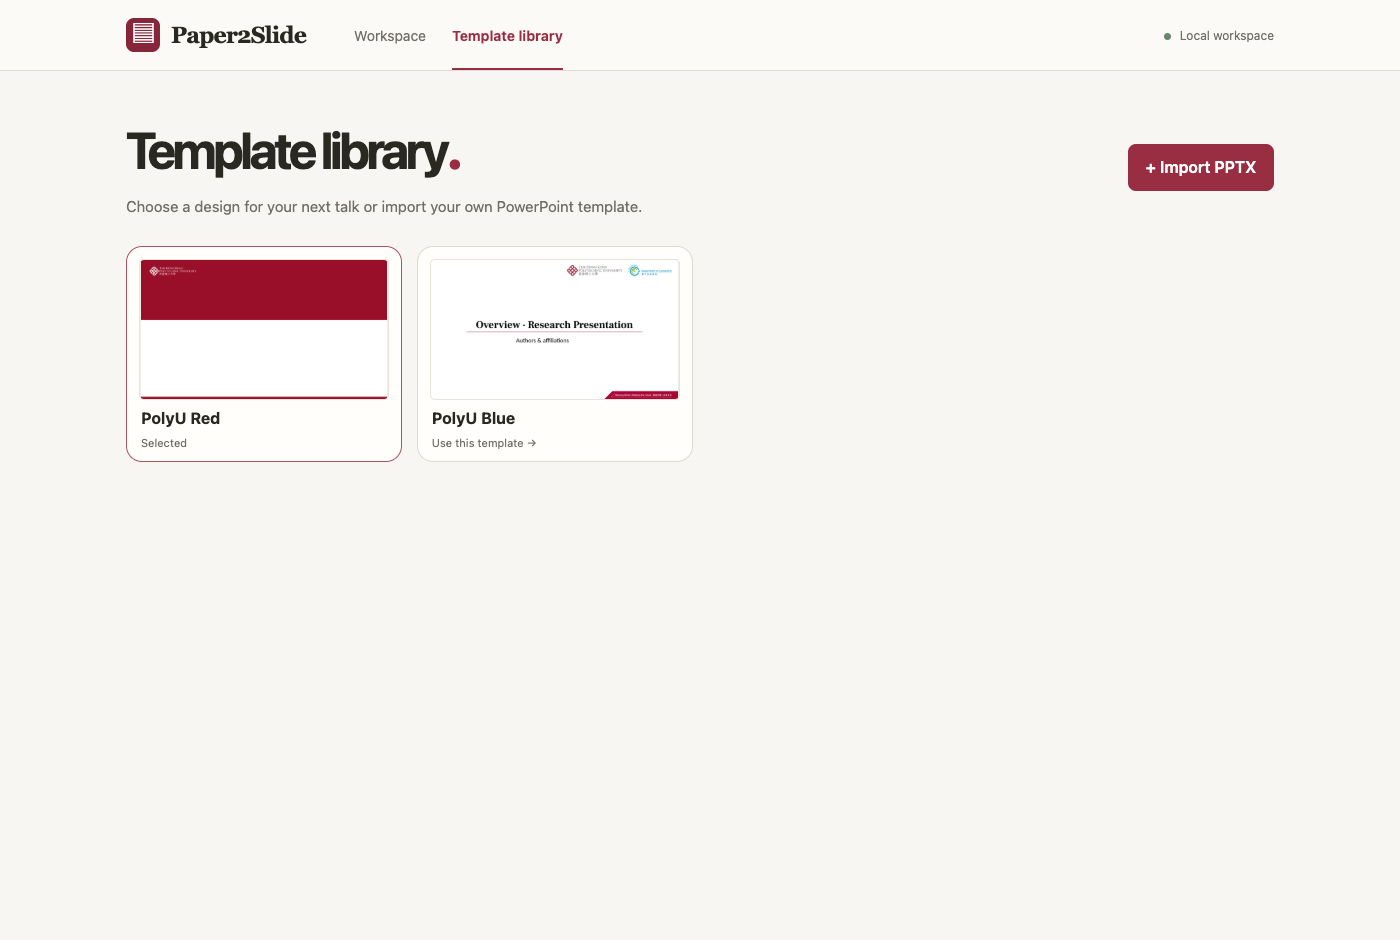 Paper2Slide
Workspace
Template library
Local workspace
Template library.
+ Import PPTX
Choose a design for your next talk or import your own PowerPoint template.
Overview - Research Presentation
Authors & affiliations
PolyU Red
Selected
PolyU Blue
Use this template →